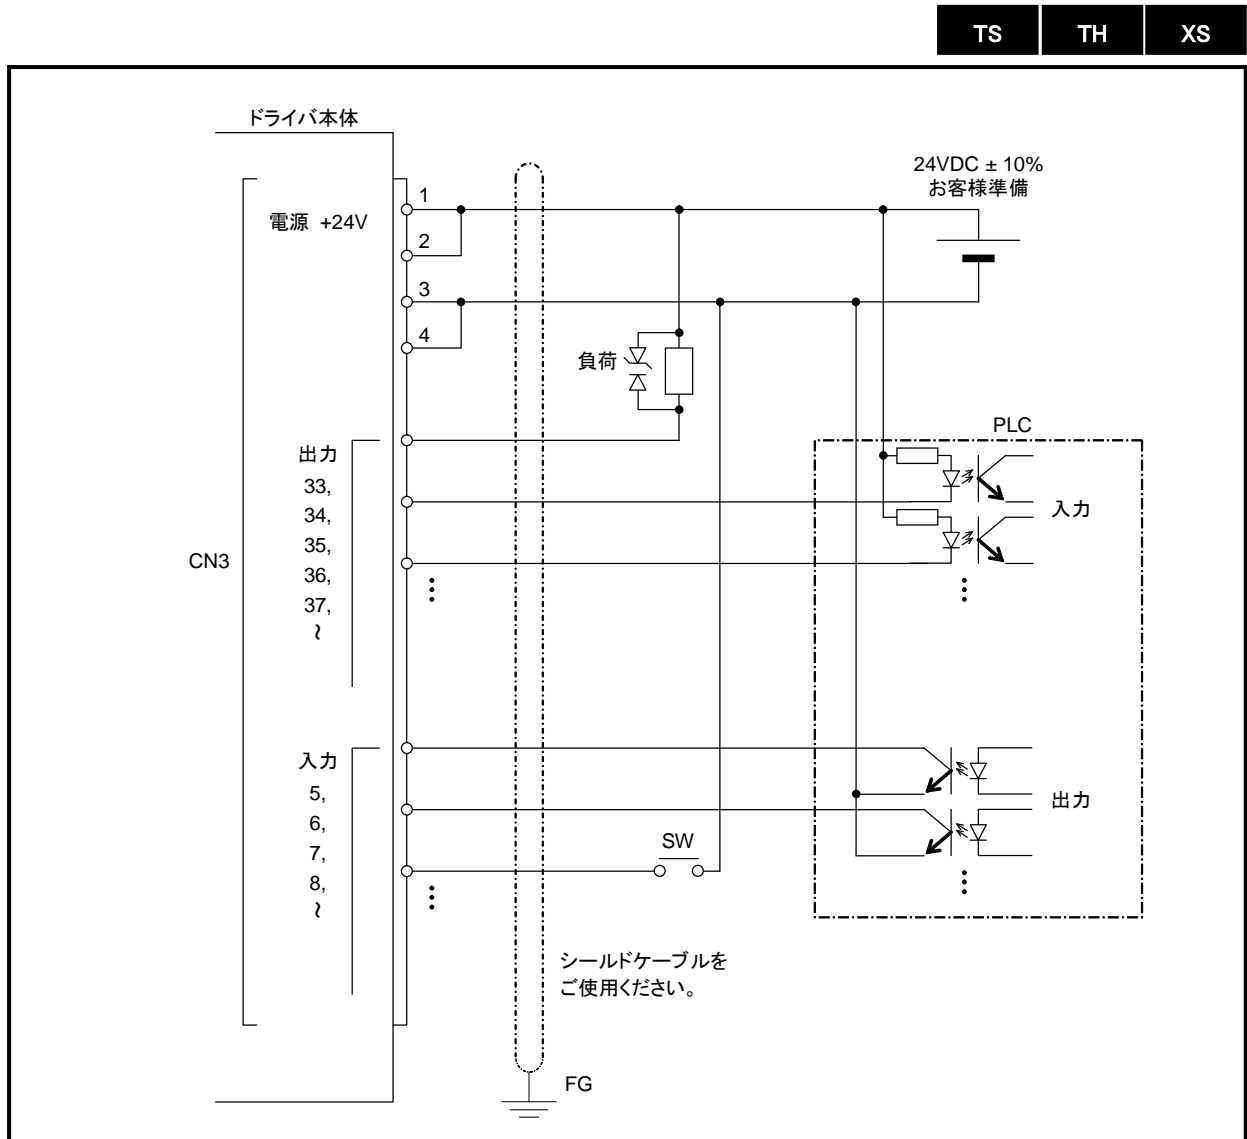 TS
TH
XS
ドライバ本体
24VDC ± 10%
お客様準備
電源 +24V
1
2
3
4
負荷
PLC
出力
33,
34,
35,
36,
37,
~
入力
CN3
入力
5,
6,
7,
8,
~
出力
SW
シールドケーブルを
ご使用ください。
FG